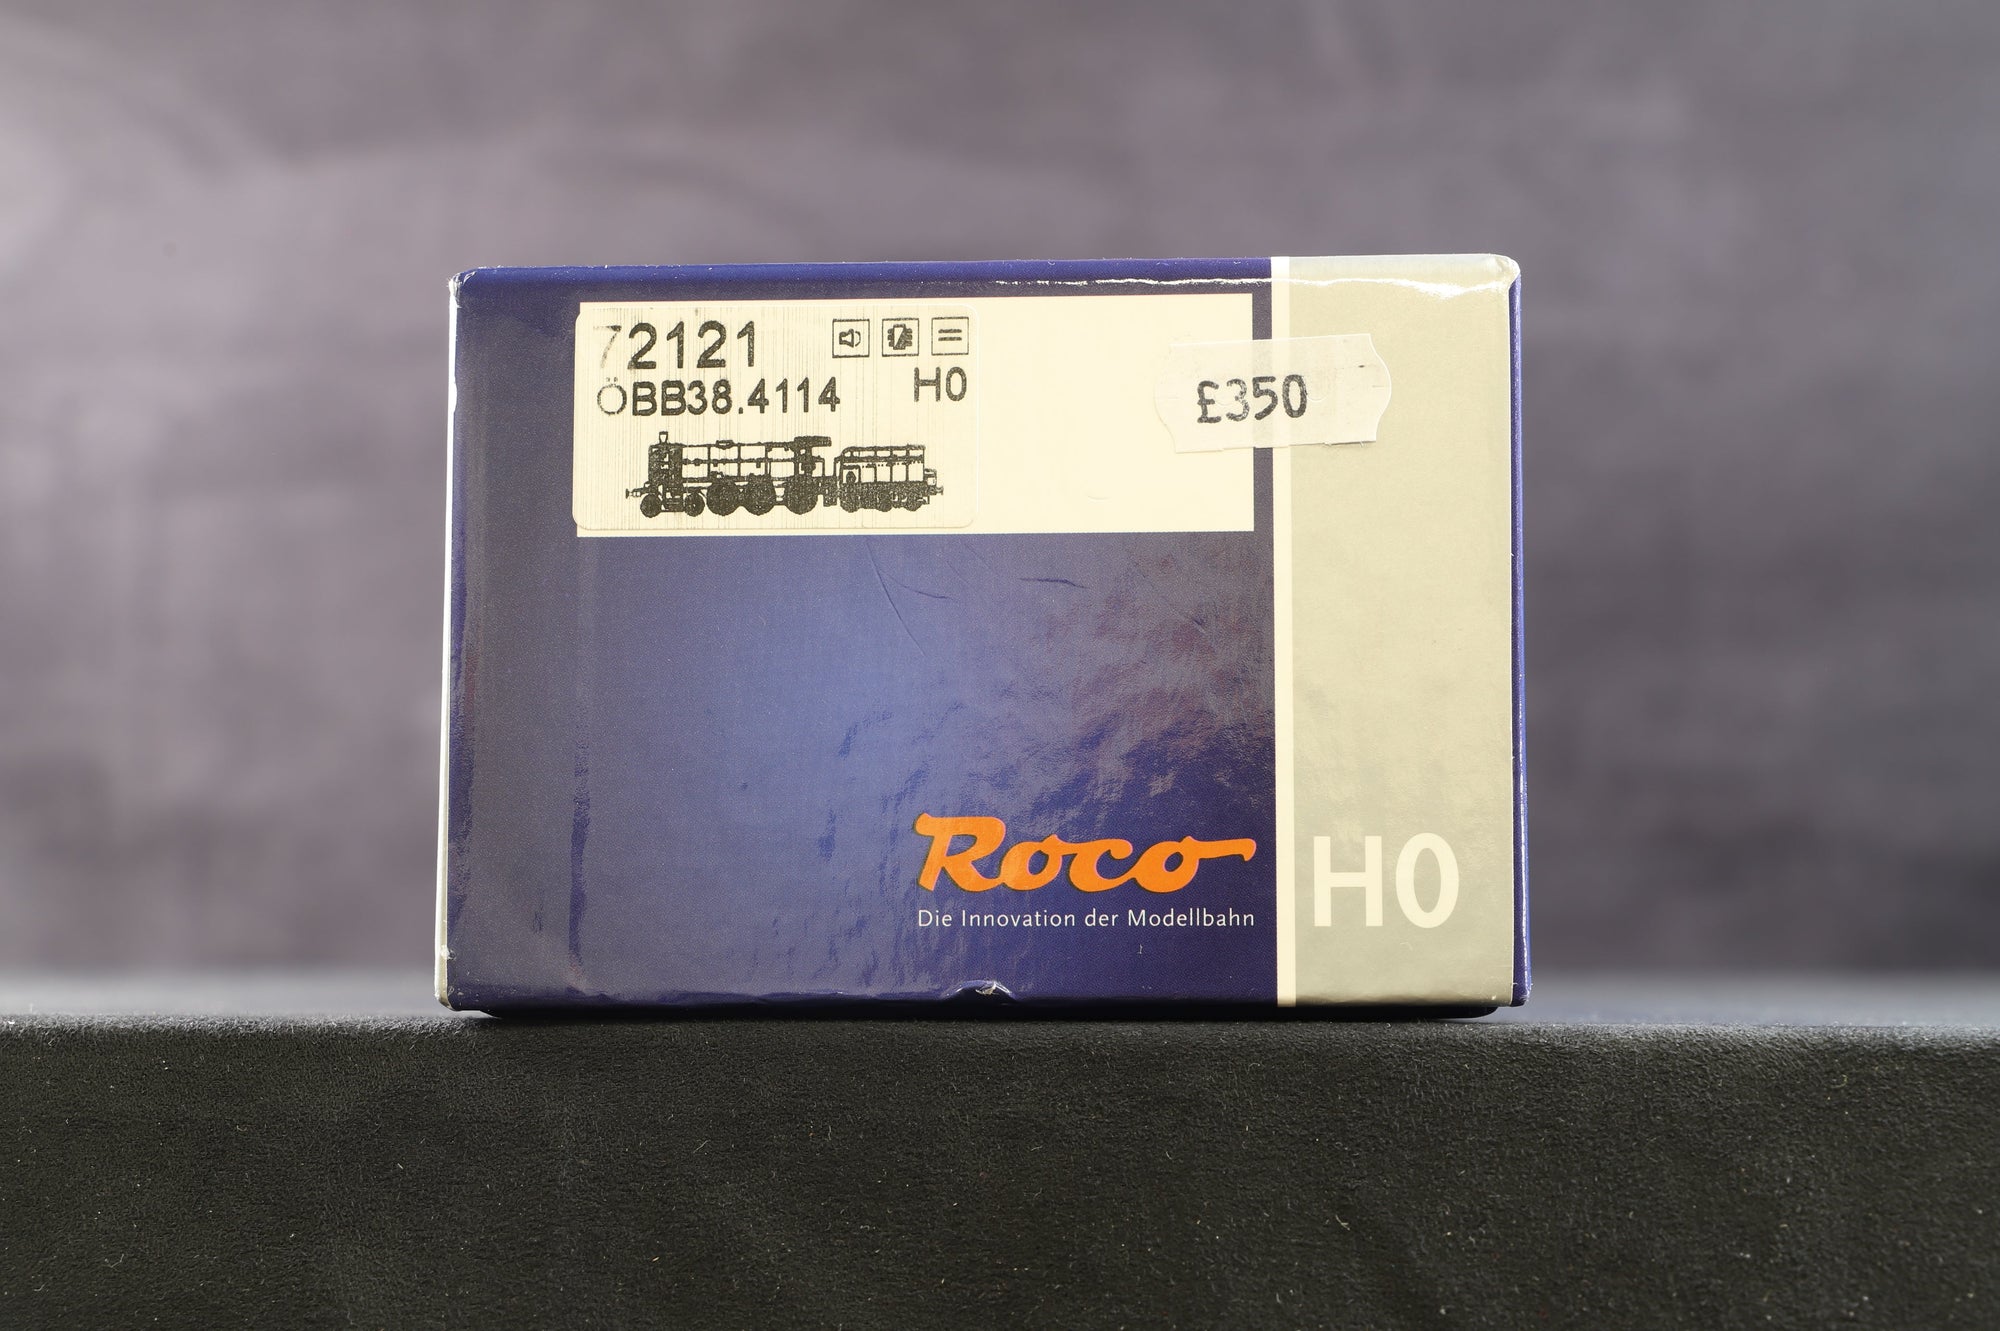 72121
ÖBB38.4114 H0
£350
Roco
Die Innovation der Modellbahn
H0